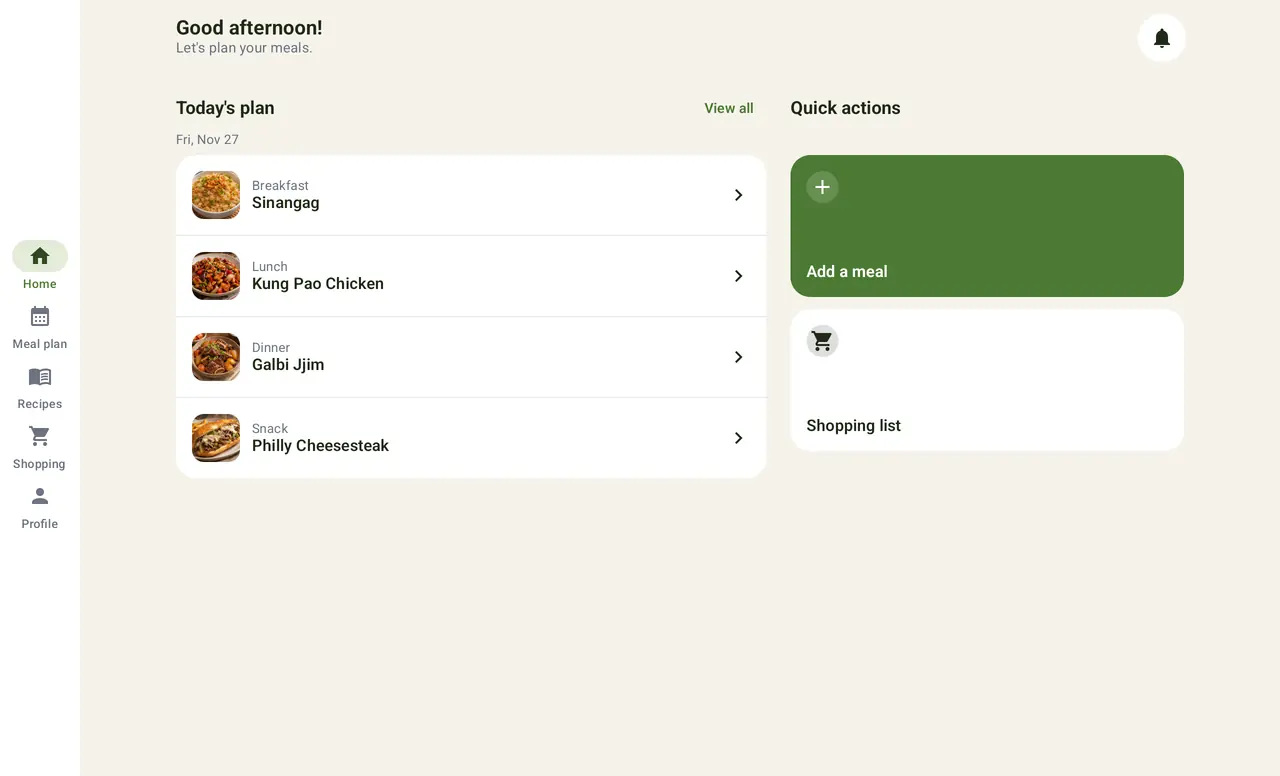 Good afternoon!
Let's plan your meals.
Today's plan
View all
Fri, Nov 27
Breakfast
Sinangag
Lunch
Kung Pao Chicken
Dinner
Galbi Jjim
Snack
Philly Cheesesteak
Quick actions
Add a meal
Shopping list
Home
Meal plan
Recipes
Shopping
Profile